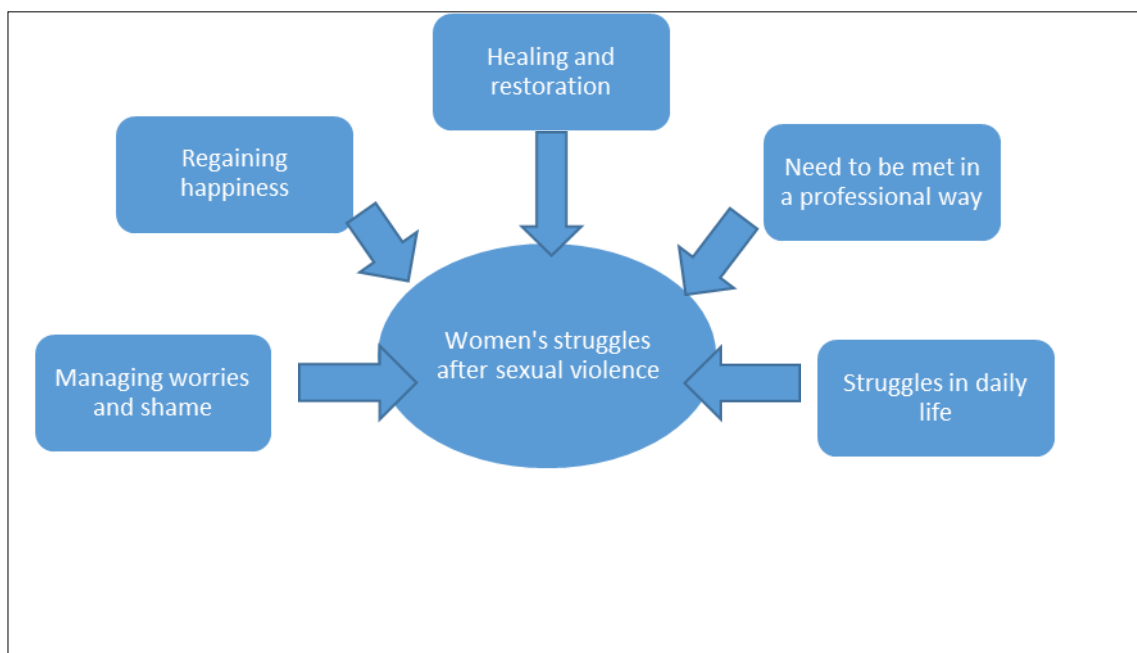 Healing and
restoration
Regaining
happiness
Need to be met in
a professional way
Women's struggles
after sexual violence
Managing worries
and shame
Struggles in daily
life